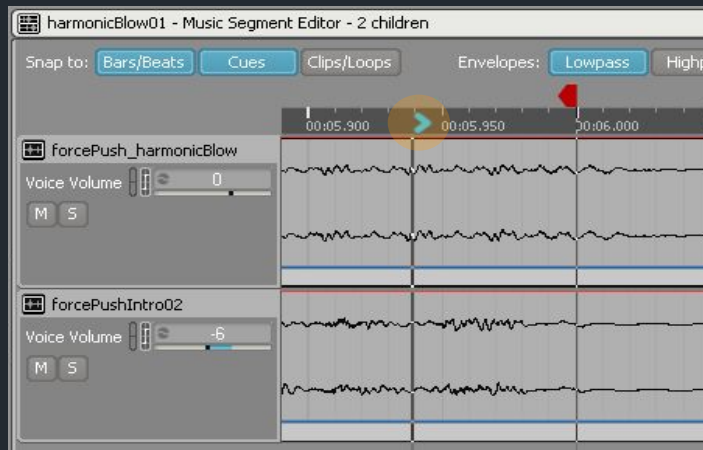 harmonicBlow01 - Music Segment Editor - 2 children
Snap to: Bars/Beats Cues Clips/Loops Envelopes: Lowpass
00:05.900 00:05.950 00:06.000
forcePush_harmonicBlow
Voice Volume 0
M S
forcePushIntro02
Voice Volume -6
M S